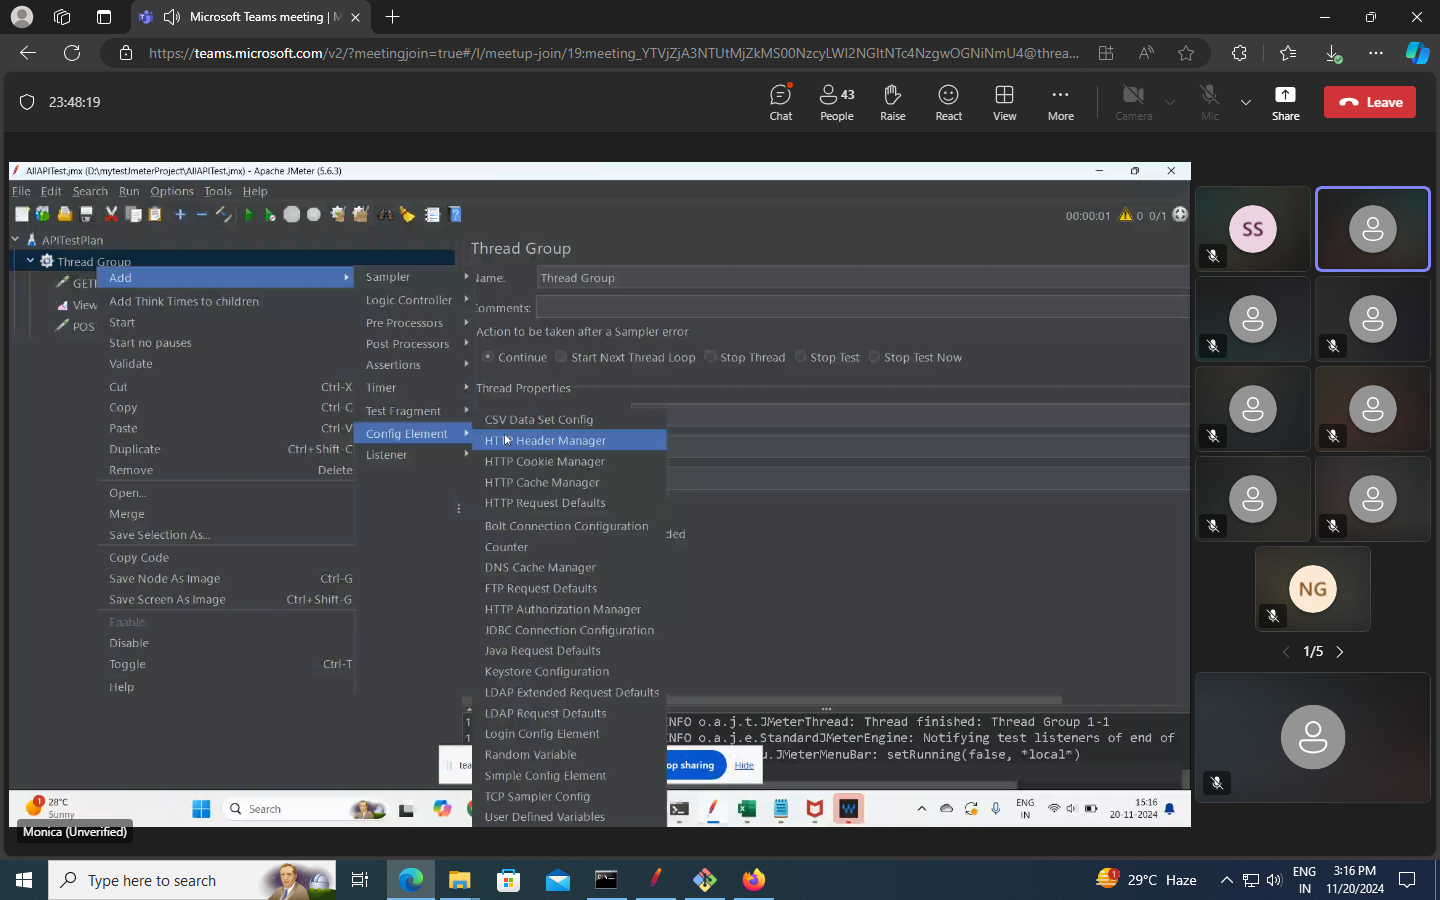 Microsoft Teams meeting | M
https://teams.microsoft.com/v2/?meetingjoin=true#/l/meetup-join/19:meeting_YTVjZjA3NTUtMjZkMS00NzcyLWI2NGItNTc4NzgwOGNiNmU4@threa...
23:48:19
Chat
43
People
Raise
React
View
More
Camera
Mic
Share
Leave
AllAPITest.jmx (D:\mytestJmeterProject\AllAPITest.jmx) - Apache JMeter (5.6.3)
File Edit Search Run Options Tools Help
00:00:01 0 0/1
APITestPlan
Thread Group
GET
View
POS
Add
Add Think Times to children
Start
Start no pauses
Validate
Cut Ctrl-X
Copy Ctrl-C
Paste Ctrl-V
Duplicate Ctrl+Shift-C
Remove Delete
Open...
Merge
Save Selection As...
Copy Code
Save Node As Image Ctrl-G
Save Screen As Image Ctrl+Shift-G
Enable
Disable
Toggle Ctrl-T
Help
Sampler
Logic Controller
Pre Processors
Post Processors
Assertions
Timer
Test Fragment
Config Element
Listener
CSV Data Set Config
HTTP Header Manager
HTTP Cookie Manager
HTTP Cache Manager
HTTP Request Defaults
Bolt Connection Configuration
Counter
DNS Cache Manager
FTP Request Defaults
HTTP Authorization Manager
JDBC Connection Configuration
Java Request Defaults
Keystore Configuration
LDAP Extended Request Defaults
LDAP Request Defaults
Login Config Element
Random Variable
Simple Config Element
TCP Sampler Config
User Defined Variables
Thread Group
Name: Thread Group
Comments:
Action to be taken after a Sampler error
Continue Start Next Thread Loop Stop Thread Stop Test Stop Test Now
Thread Properties
ded
NFO o.a.j.t.JMeterThread: Thread finished: Thread Group 1-1
NFO o.a.j.e.StandardJMeterEngine: Notifying test listeners of end of
u.JMeterMenuBar: setRunning(false, *local*)
tea
op sharing
Hide
1
28°C
Sunny
Search
ENG
IN
15:16
20-11-2024
Monica (Unverified)
SS
NG
1/5
Type here to search
1
29°C Haze
ENG
IN
3:16 PM
11/20/2024